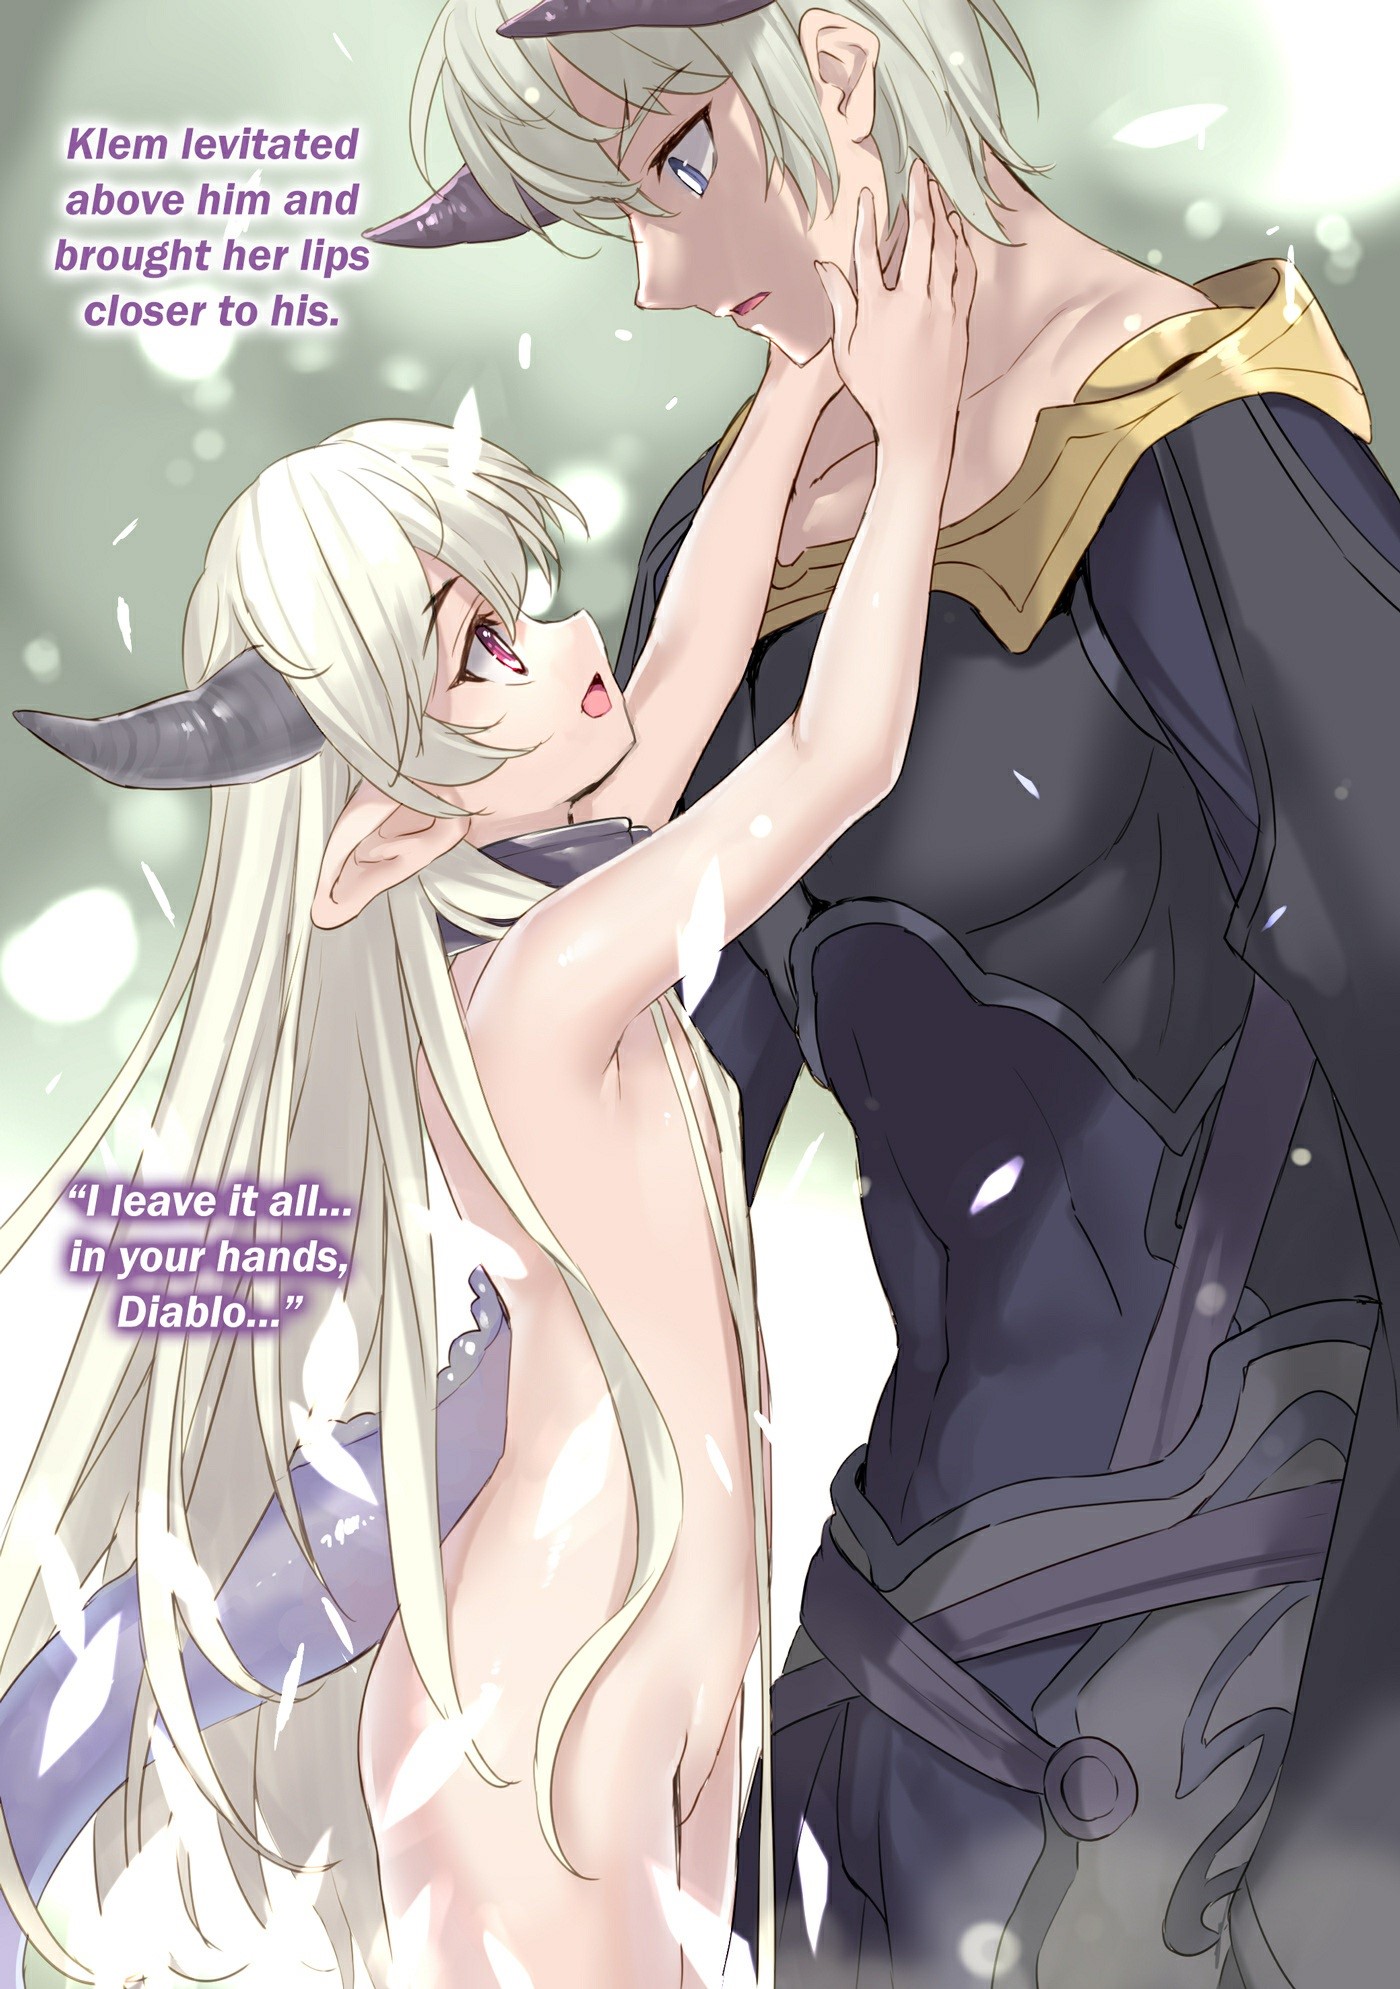 Klem levitated
above him and
brought her lips
closer to his.
“I leave it all...
in your hands,
Diablo...”